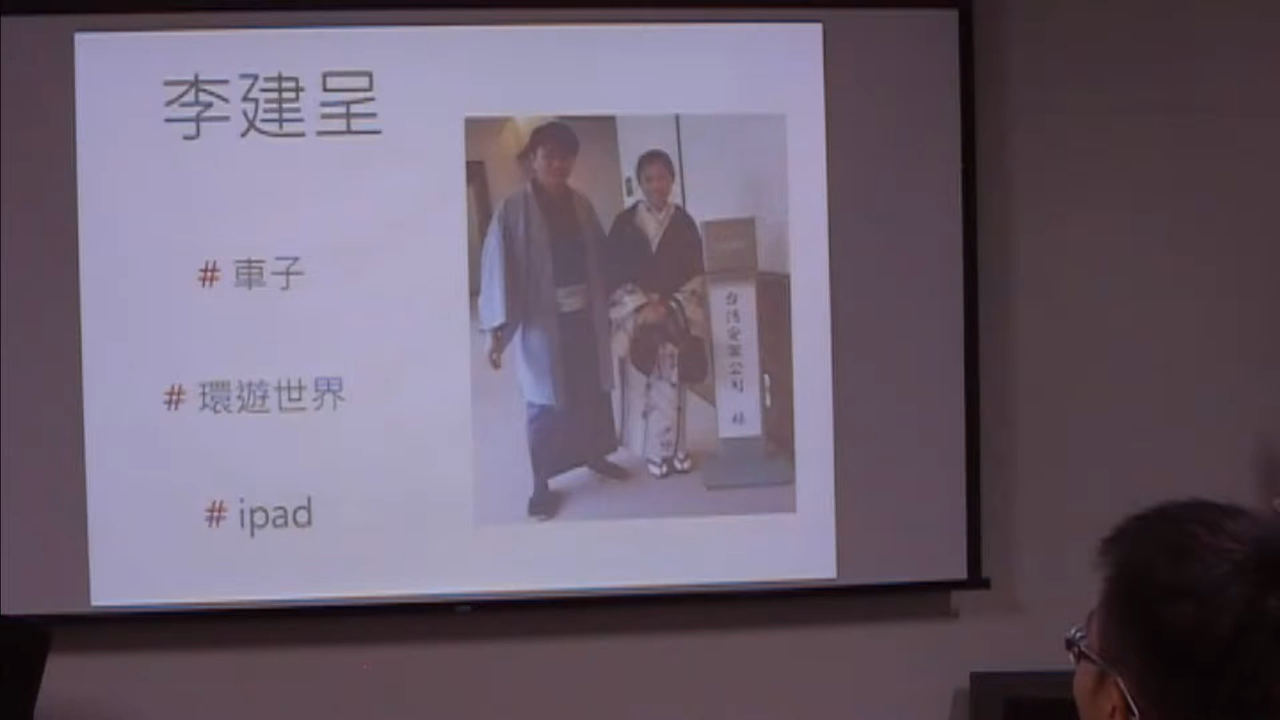 李建呈
# 車子
# 環遊世界
# ipad